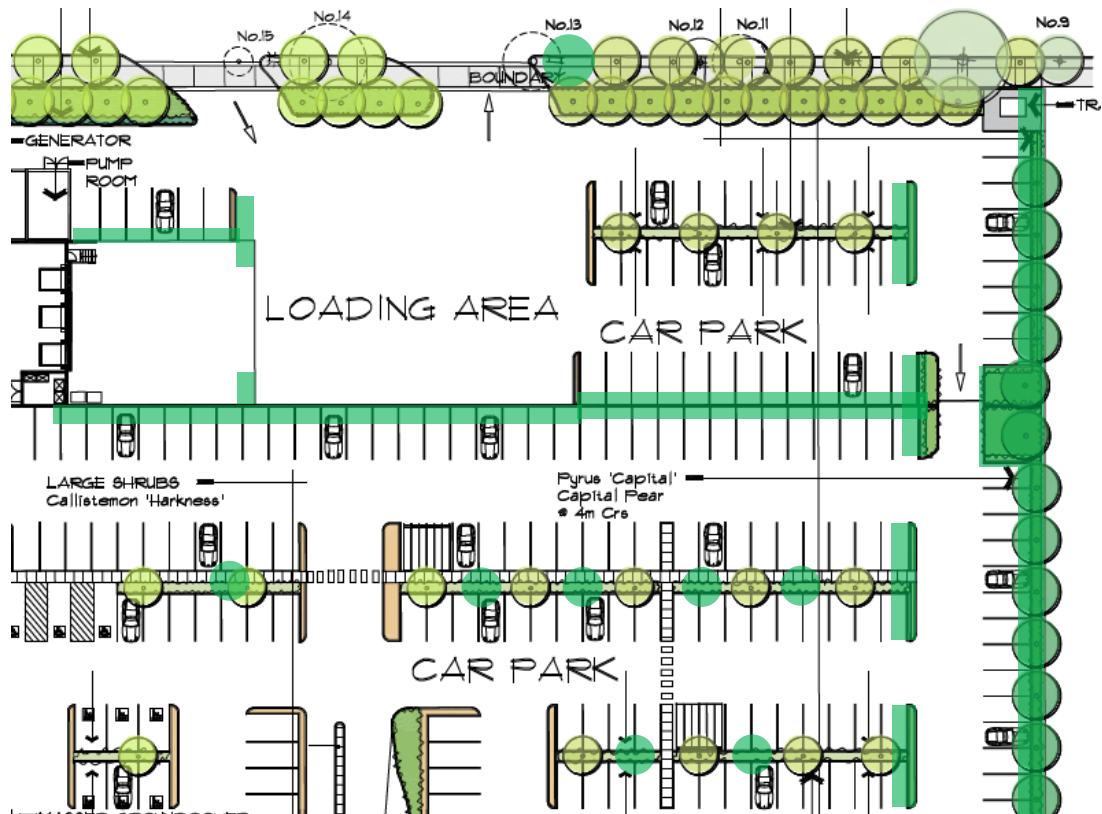 No.14
No.13
No.12
No.11
No.9
No.15
BOUNDARY
GENERATOR
PUMP
ROOM
LOADING AREA
CAR PARK
LARGE SHRUBS
Callistemon 'Harkness'
Pyrus 'Capital'
Capital Pear
@ 4m Crs
CAR PARK